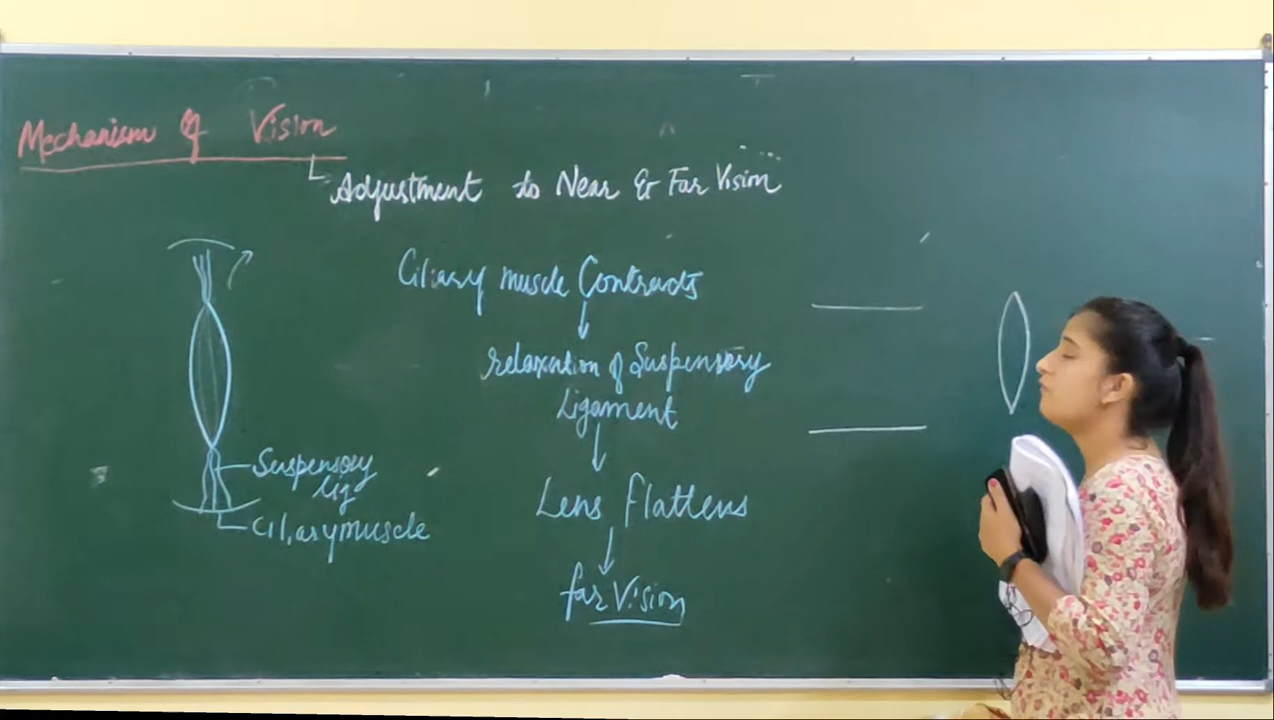 Mechanism of Vision
Adjustment to Near & Far Vision
Ciliary muscle Contracts
relaxation of Suspensory
Ligament
Lens Flattens
far Vision
Suspensory
lig
Ciliary muscle